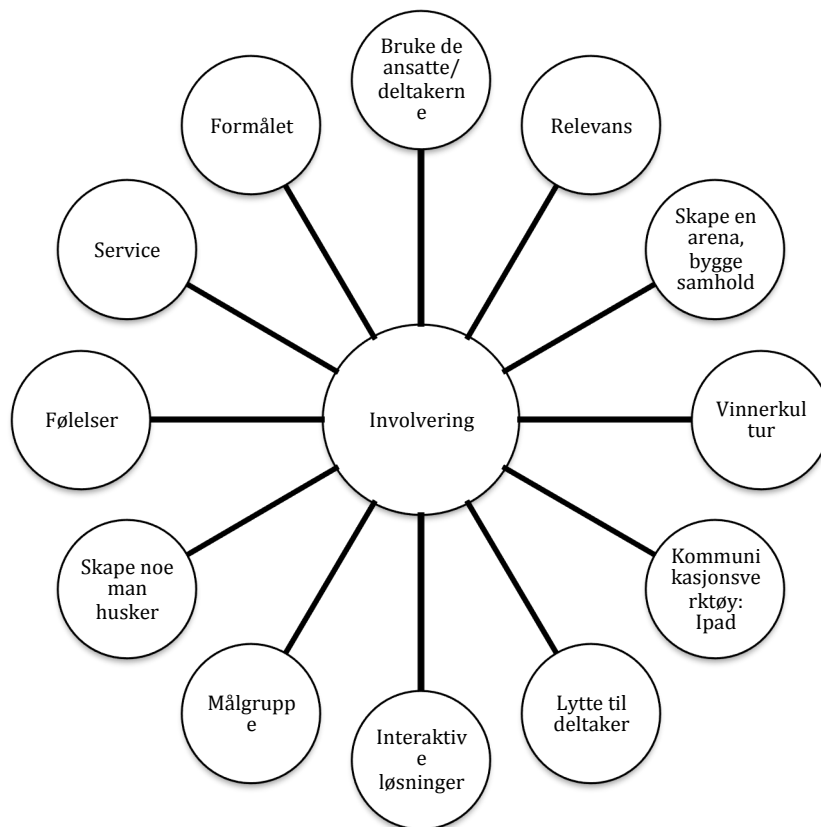 Bruke de
ansatte/
deltakern
e
Relevans
Skape en
arena,
bygge
samhold
Vinnerkul
tur
Kommuni
kasjonsve
rktøy:
Ipad
Lytte til
deltaker
Interaktiv
e
løsninger
Målgrupp
e
Skape noe
man
husker
Følelser
Service
Formålet
Involvering